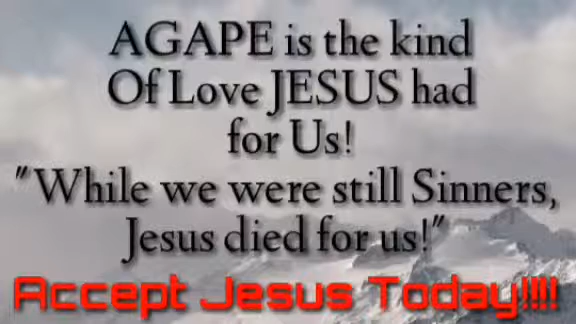 AGAPE is the kind
Of Love JESUS had
for Us!
"While we were still Sinners,
Jesus died for us!"
Accept Jesus Today!!!!